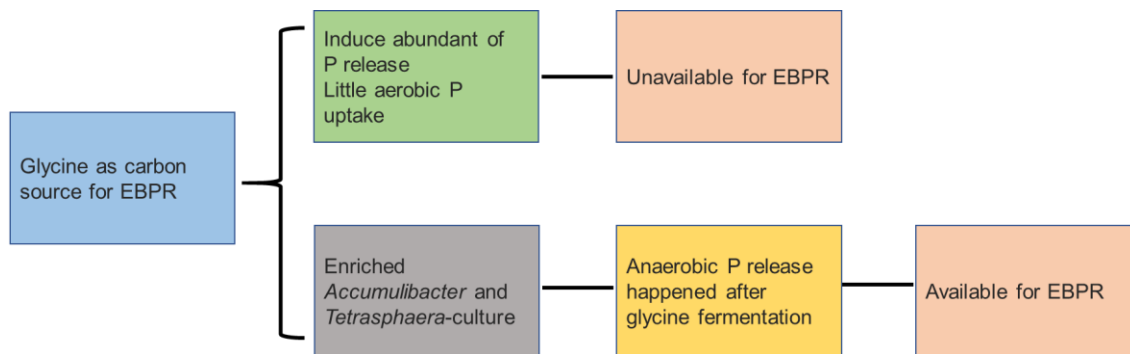 Glycine as carbon
source for EBPR
Induce abundant of
P release
Little aerobic P
uptake
Unavailable for EBPR
Enriched
Accumulibacter and
Tetrasphaera-culture
Anaerobic P release
happened after
glycine fermentation
Available for EBPR